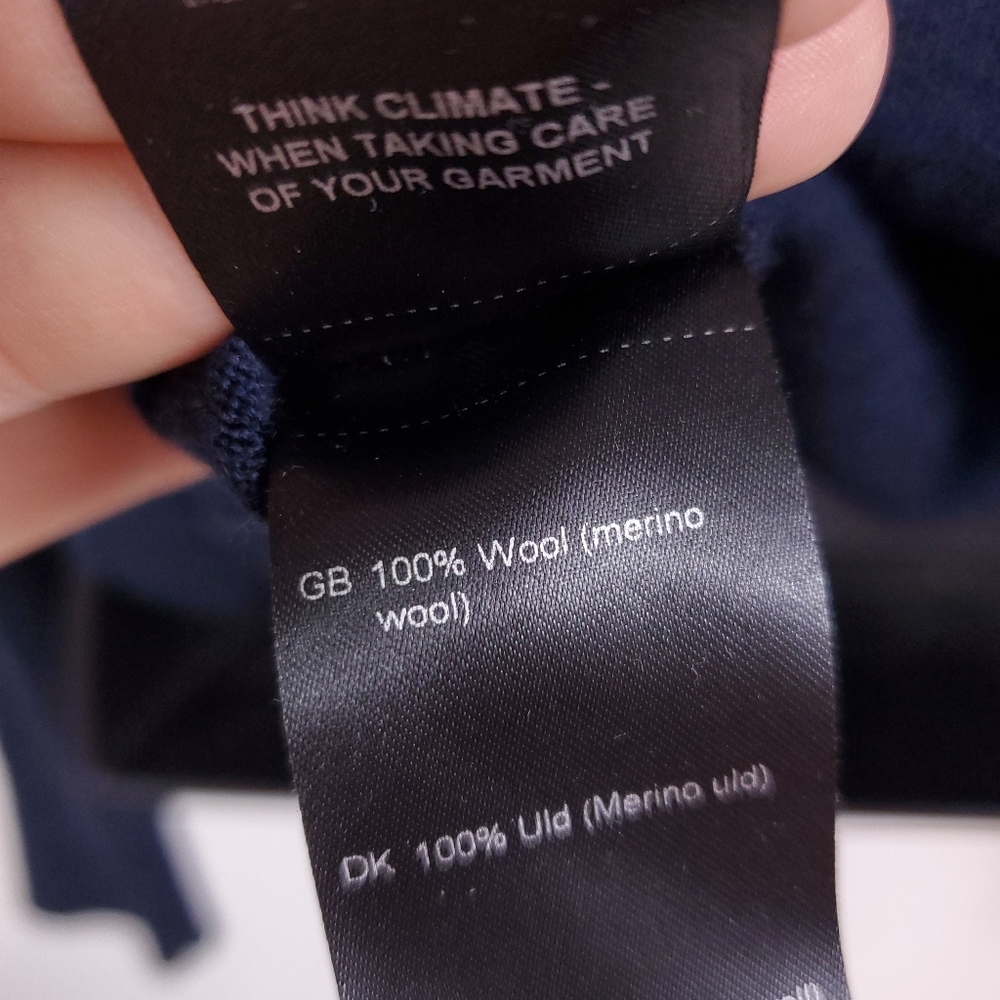 THINK CLIMATE -
WHEN TAKING CARE
OF YOUR GARMENT
GB 100% Wool (merino
wool)
DK 100% Uld (Merino uld)